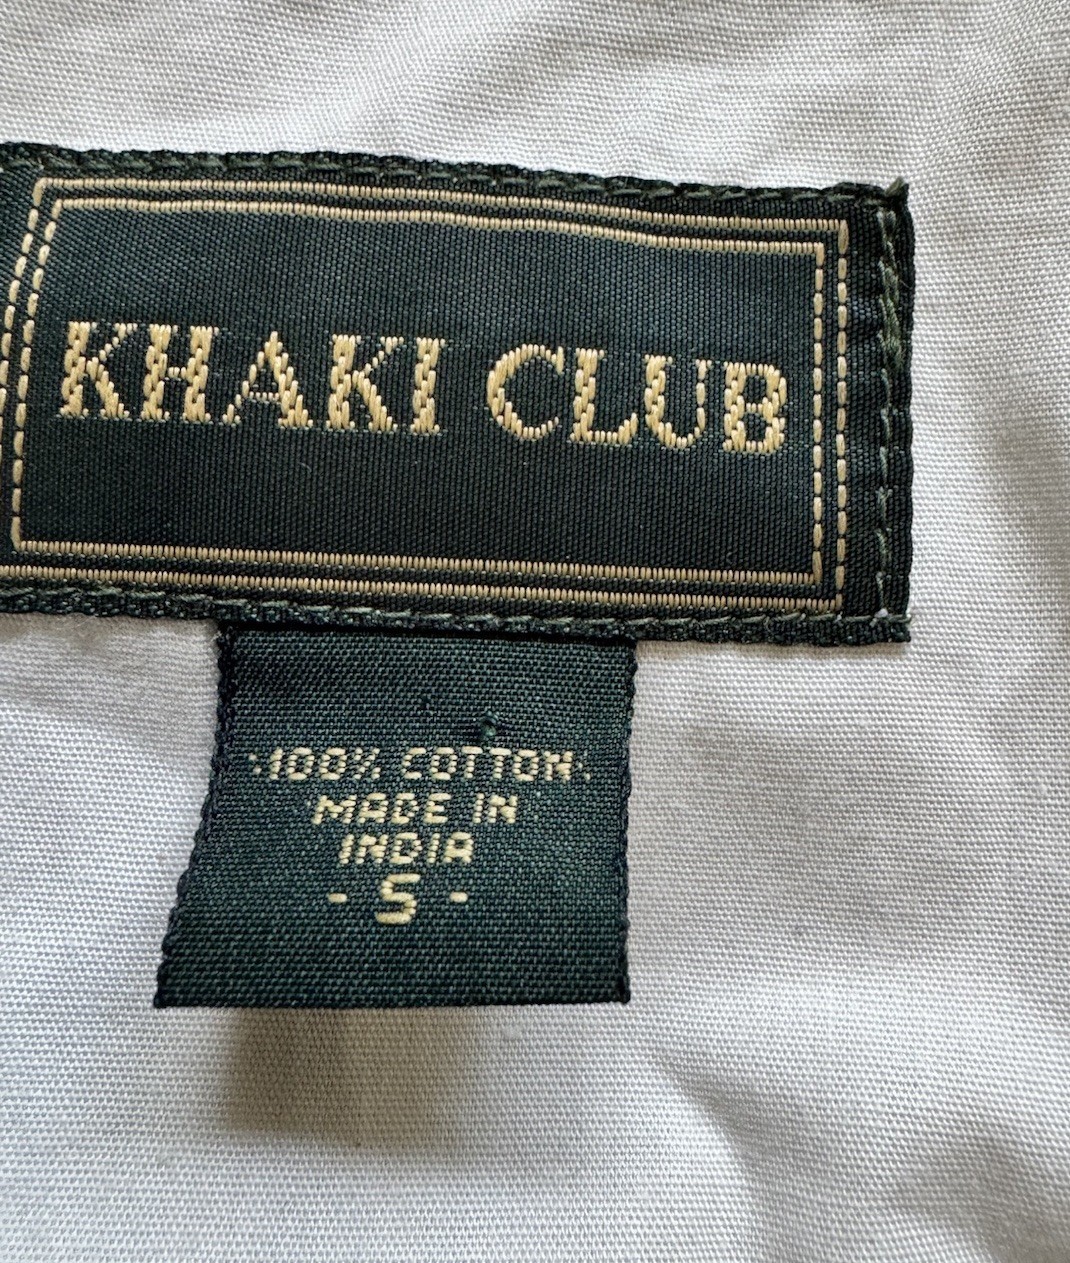 KHAKI CLUB
100% COTTON
MADE IN
INDIA
- S -